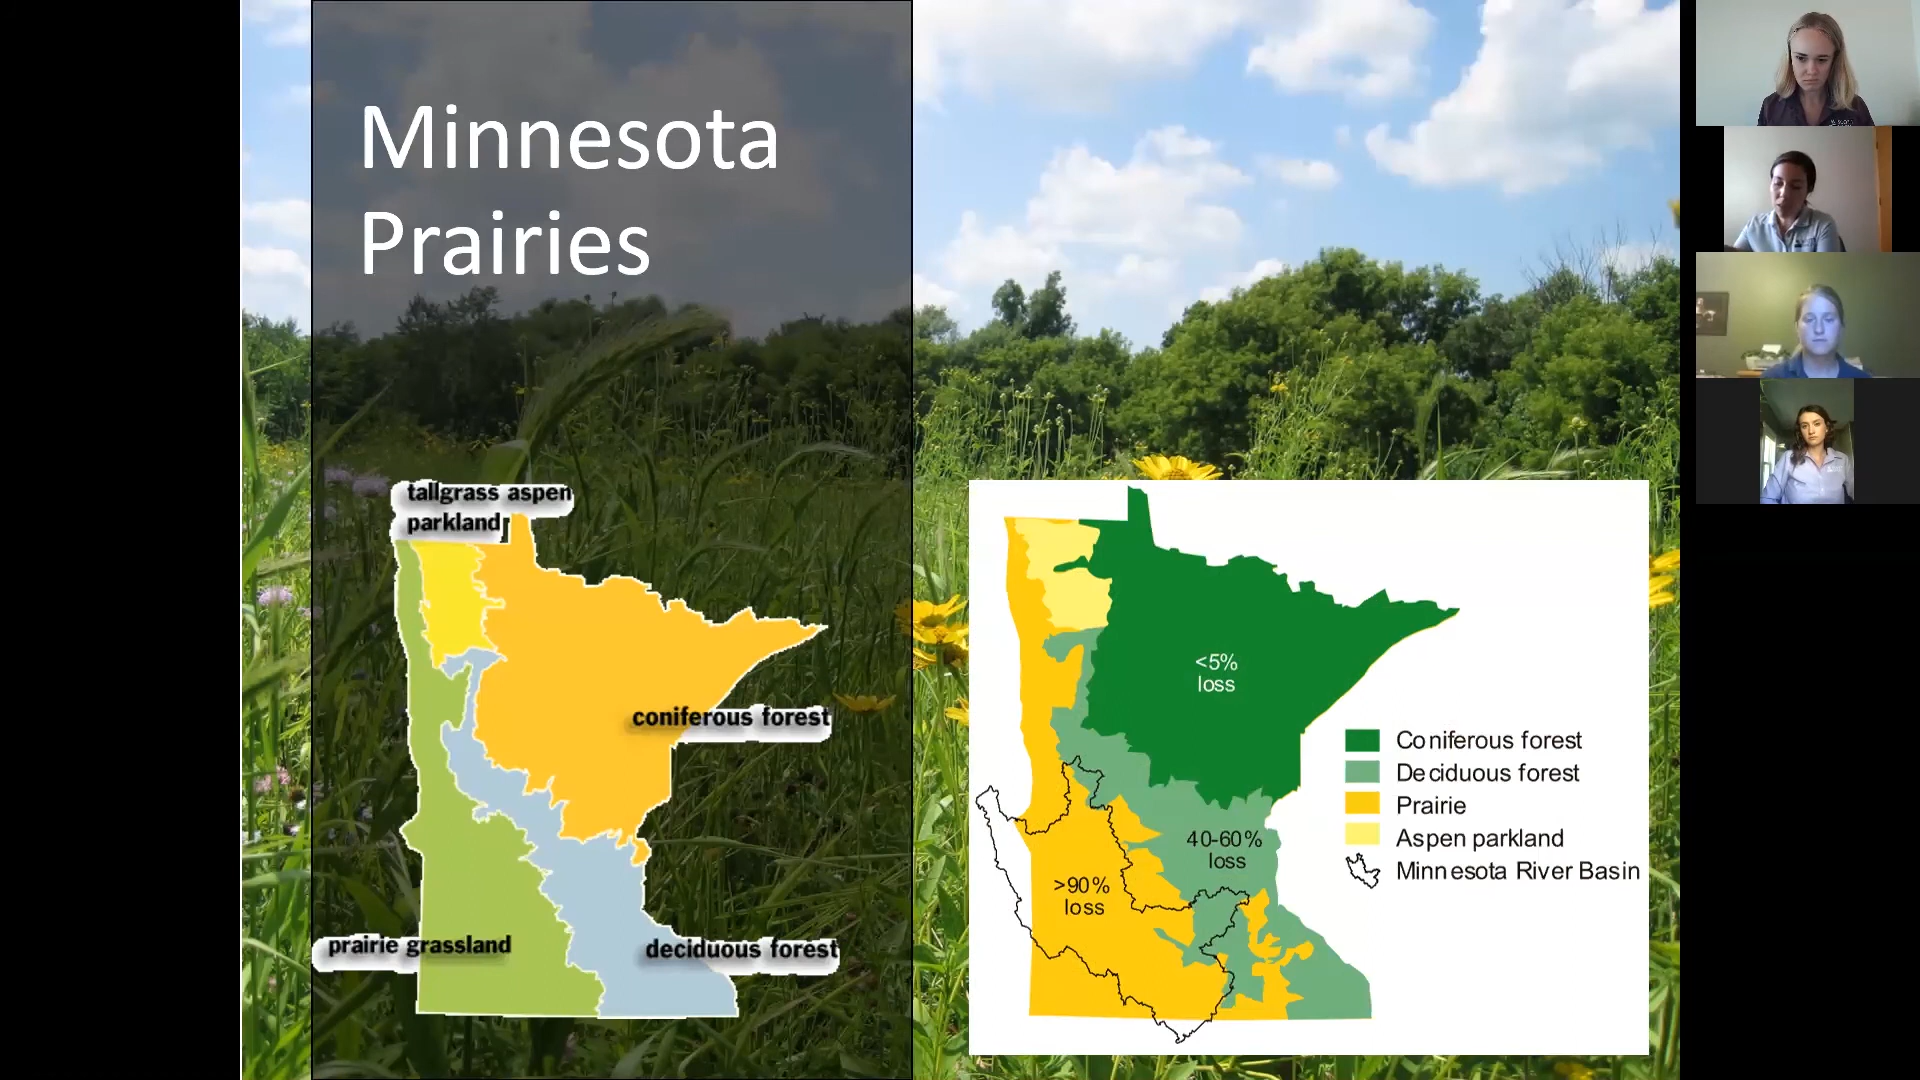 Minnesota
Prairies
tallgrass aspen
parkland
coniferous forest
prairie grassland
deciduous forest
<5%
loss
40-60%
loss
>90%
loss
Coniferous forest
Deciduous forest
Prairie
Aspen parkland
Minnesota River Basin